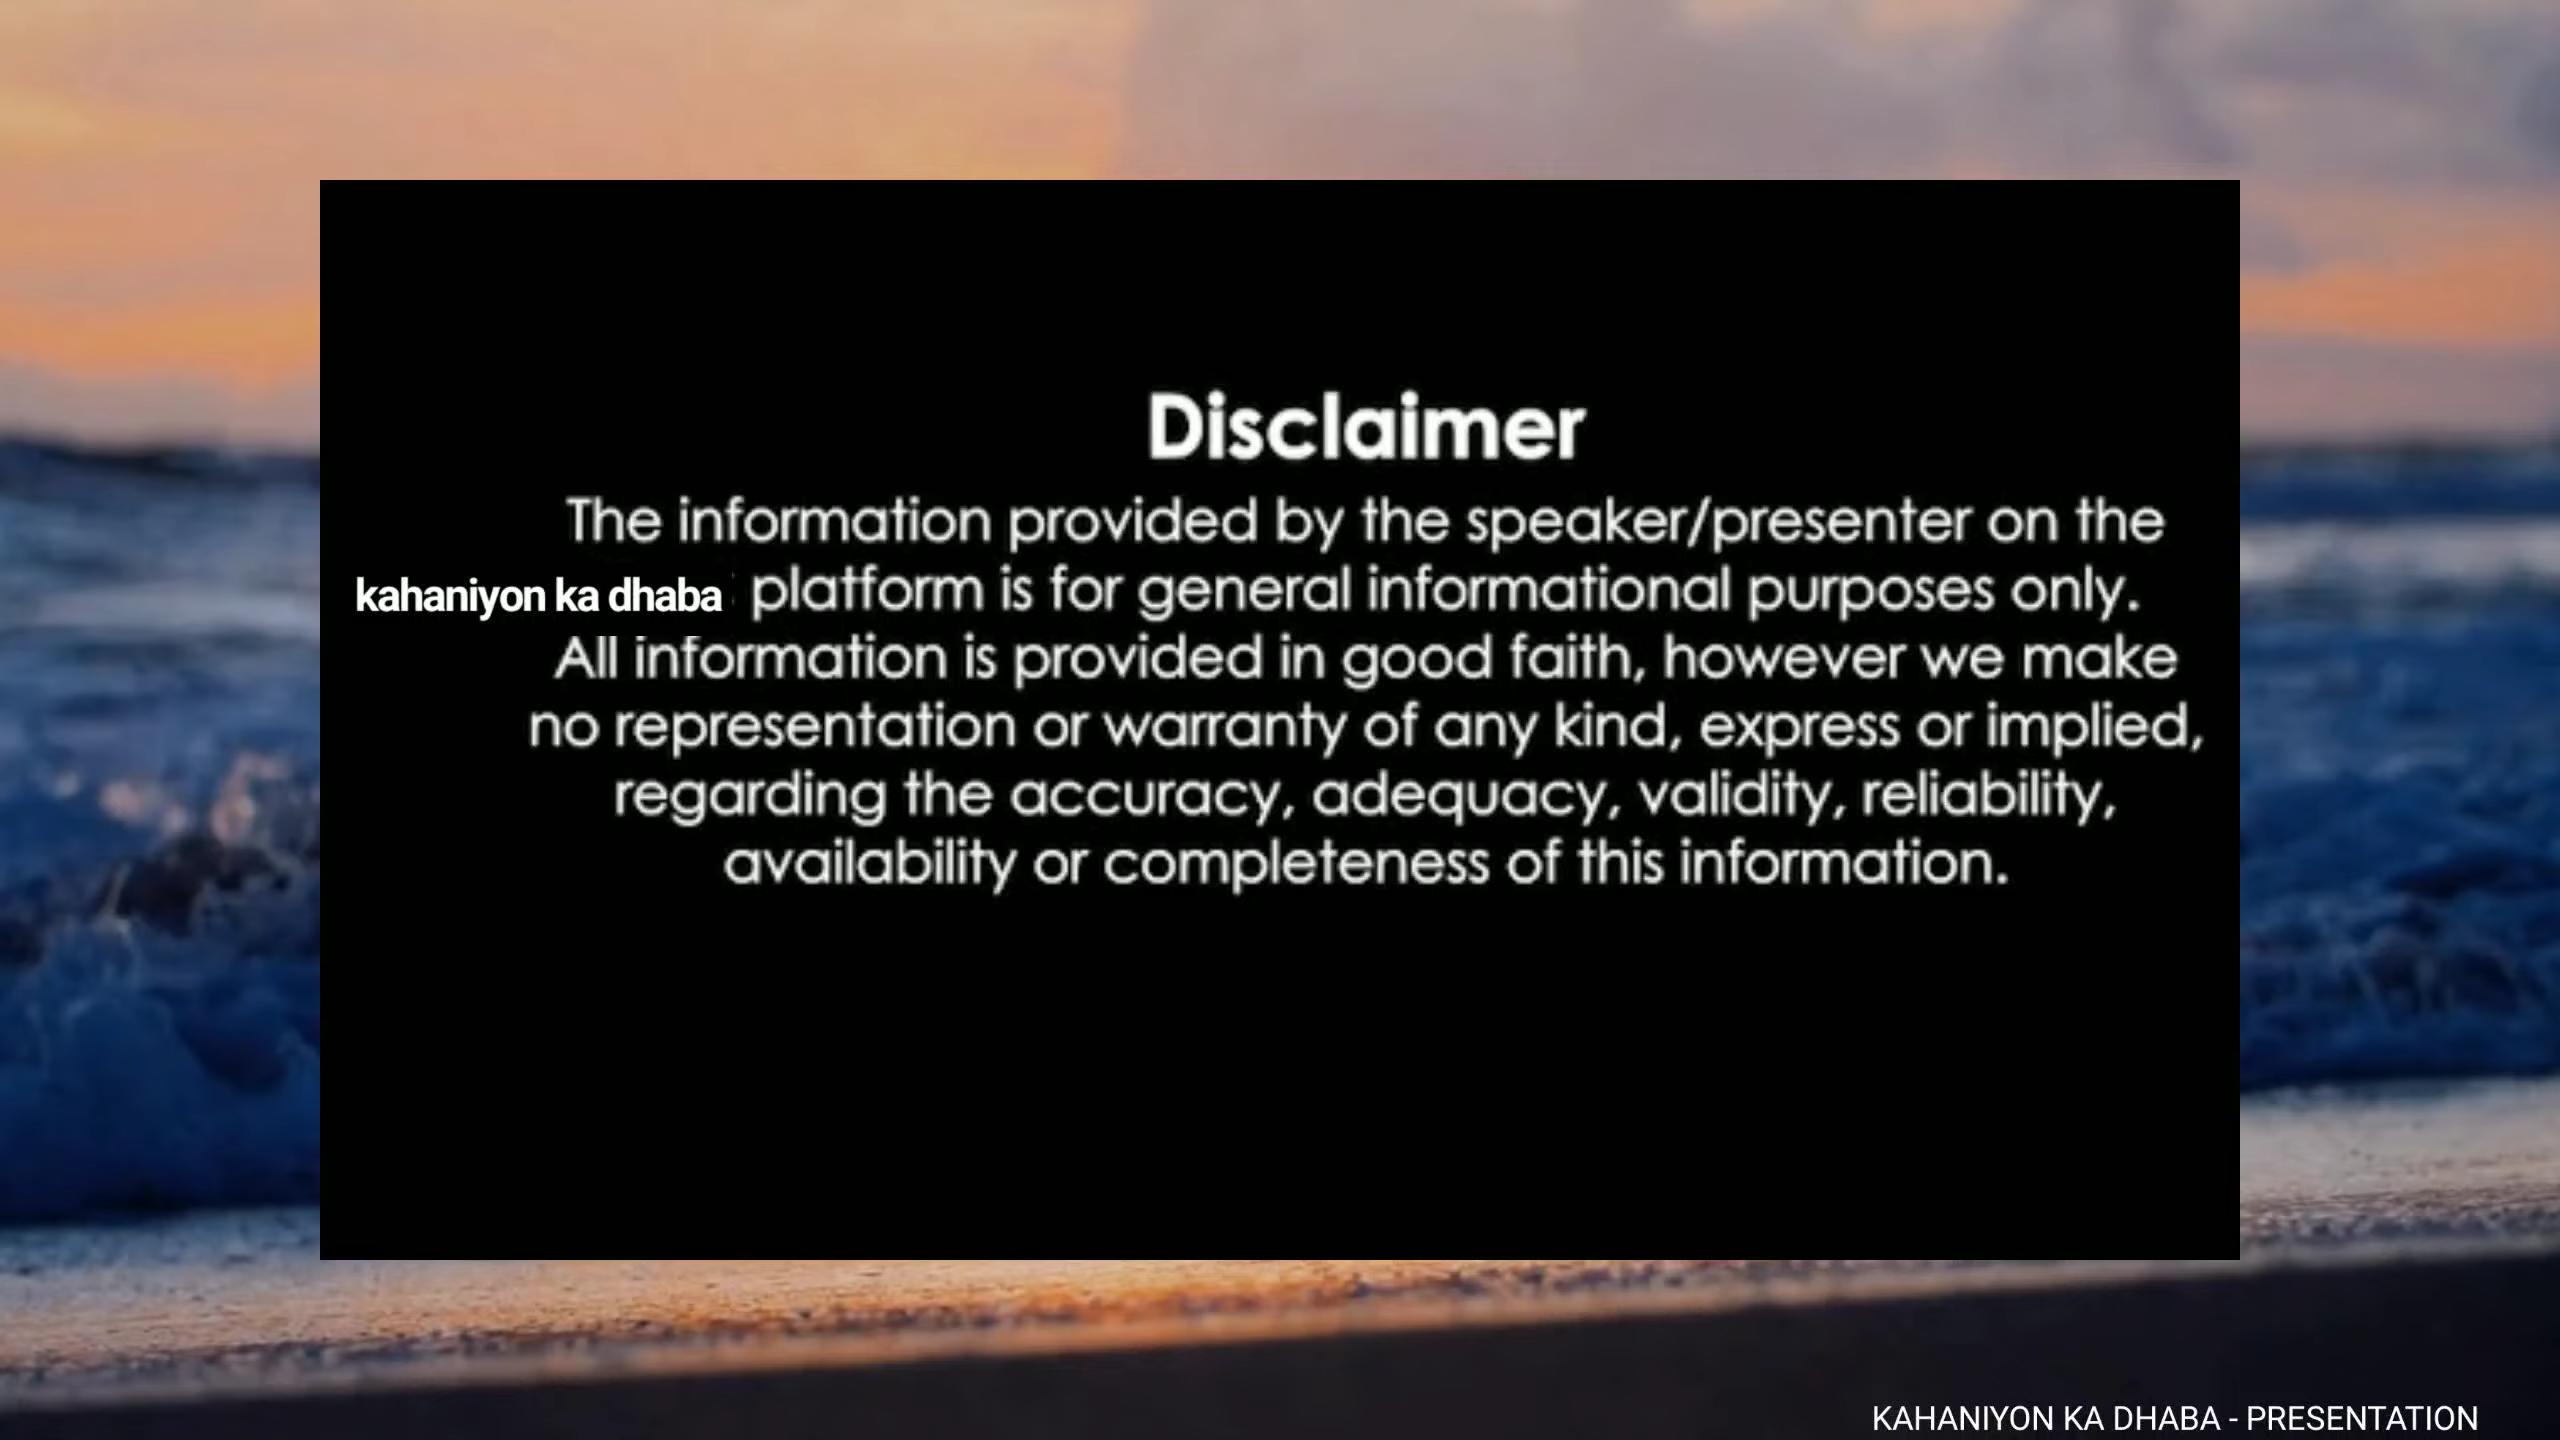 Disclaimer
The information provided by the speaker/presenter on the
kahaniyon ka dhaba platform is for general informational purposes only.
All information is provided in good faith, however we make
no representation or warranty of any kind, express or implied,
regarding the accuracy, adequacy, validity, reliability,
availability or completeness of this information.
KAHANIYON KA DHABA - PRESENTATION